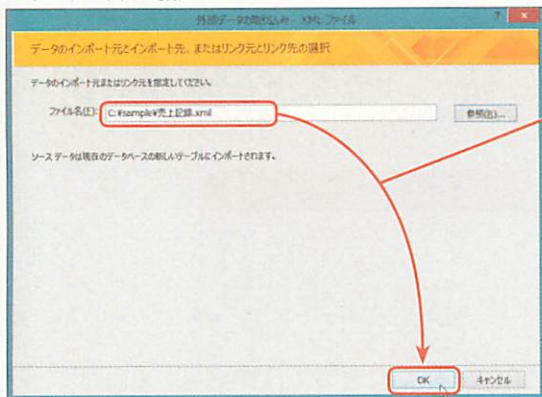 外部データの取り込み - XML ファイル
?
データのインポート元とインポート先、またはリンク元とリンク先の選択
データのインポート元またはリンク元を指定してください。
ファイル名(F): C:¥sample¥売上記録.xml 参照(R)...
ソース データは現在のデータベースの新しいテーブルにインポートされます。
OK キャンセル